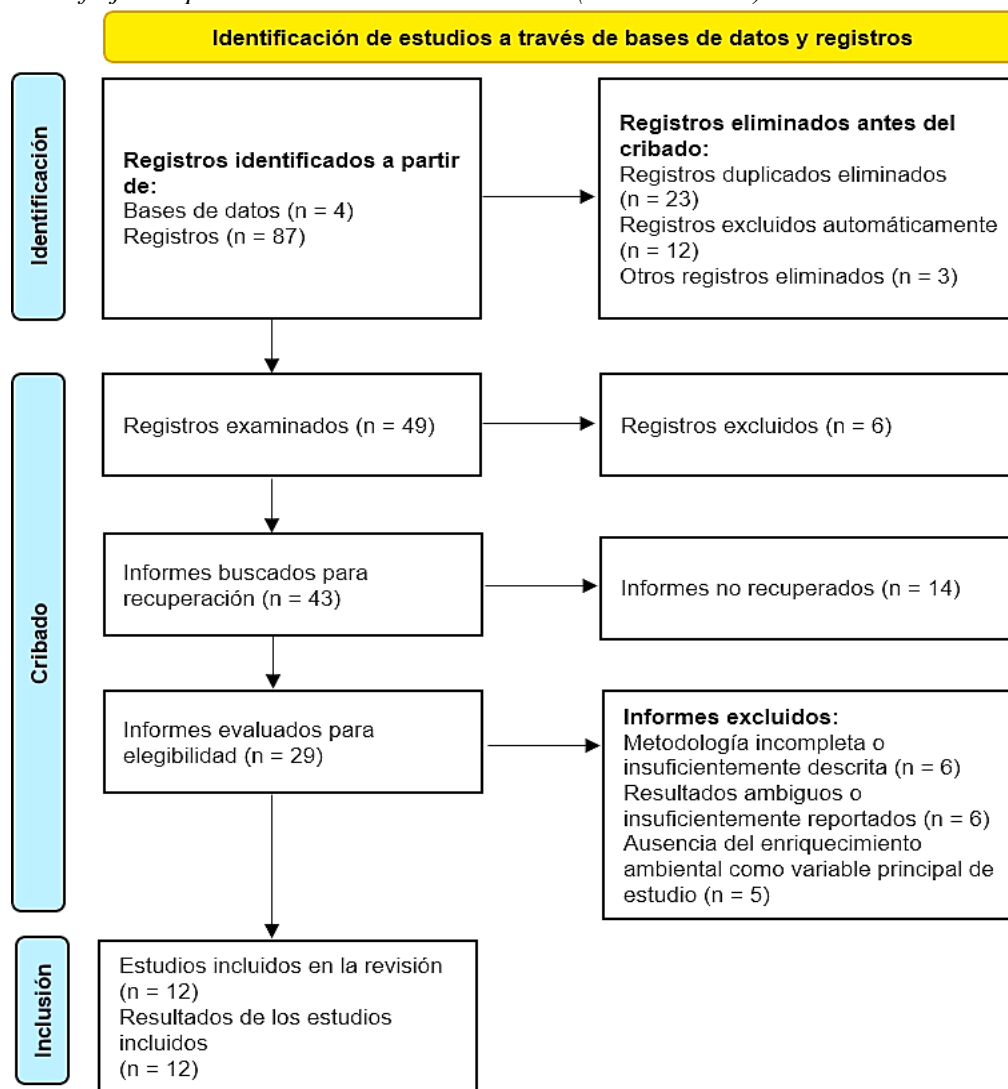 Identificación de estudios a través de bases de datos y registros
Identificación
Registros identificados a partir
de:
Bases de datos (n = 4)
Registros (n = 87)
Registros eliminados antes del
cribado:
Registros duplicados eliminados
(n = 23)
Registros excluidos automáticamente
(n = 12)
Otros registros eliminados (n = 3)
Cribado
Registros examinados (n = 49)
Registros excluidos (n = 6)
Informes buscados para
recuperación (n = 43)
Informes no recuperados (n = 14)
Informes evaluados para
elegibilidad (n = 29)
Informes excluidos:
Metodología incompleta o
insuficientemente descrita (n = 6)
Resultados ambiguos o
insuficientemente reportados (n = 6)
Ausencia del enriquecimiento
ambiental como variable principal de
estudio (n = 5)
Inclusión
Estudios incluidos en la revisión
(n = 12)
Resultados de los estudios
incluidos
(n = 12)